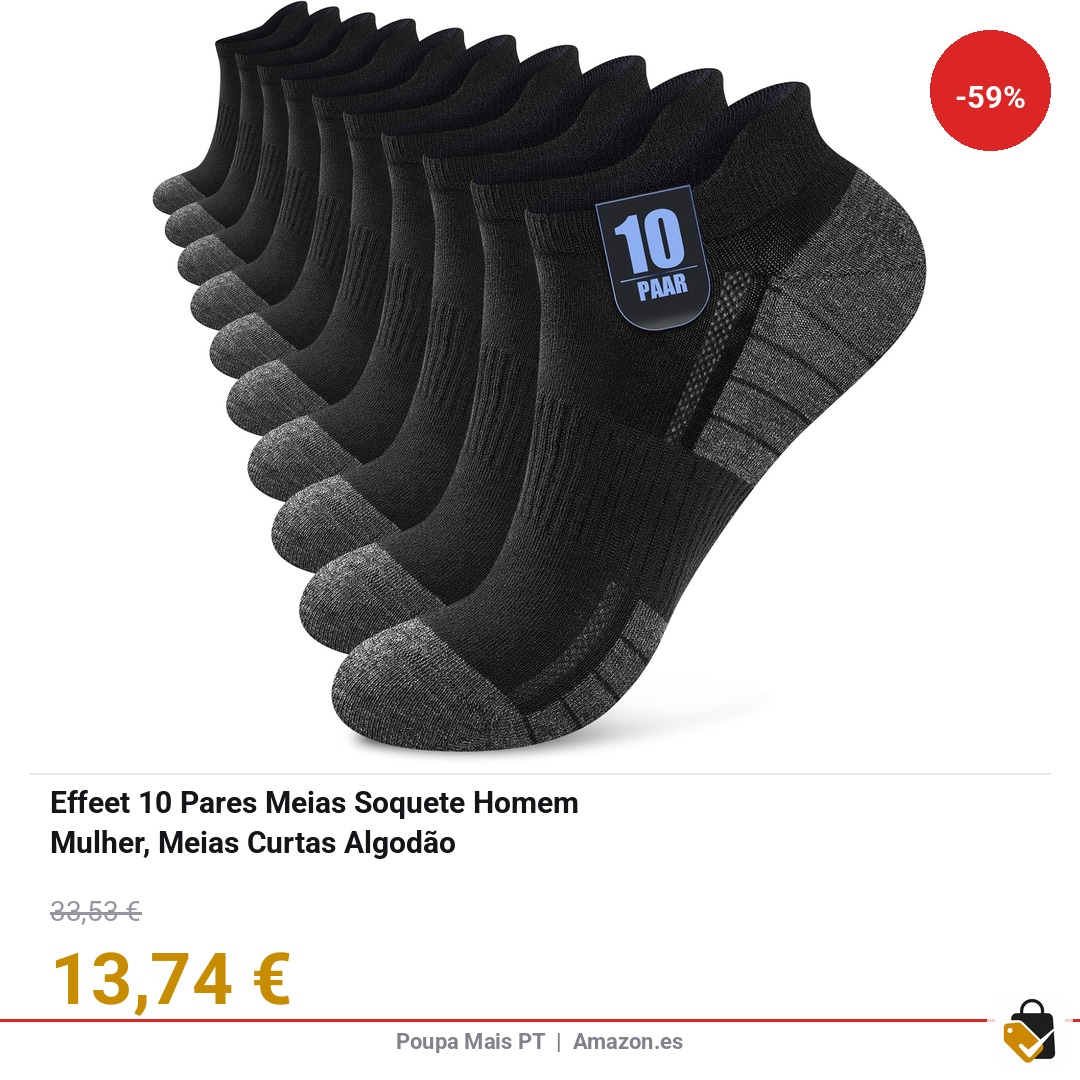 -59%
10
PAAR
Effeet 10 Pares Meias Soquete Homem
Mulher, Meias Curtas Algodão
33,53 €
13,74 €
Poupa Mais PT | Amazon.es